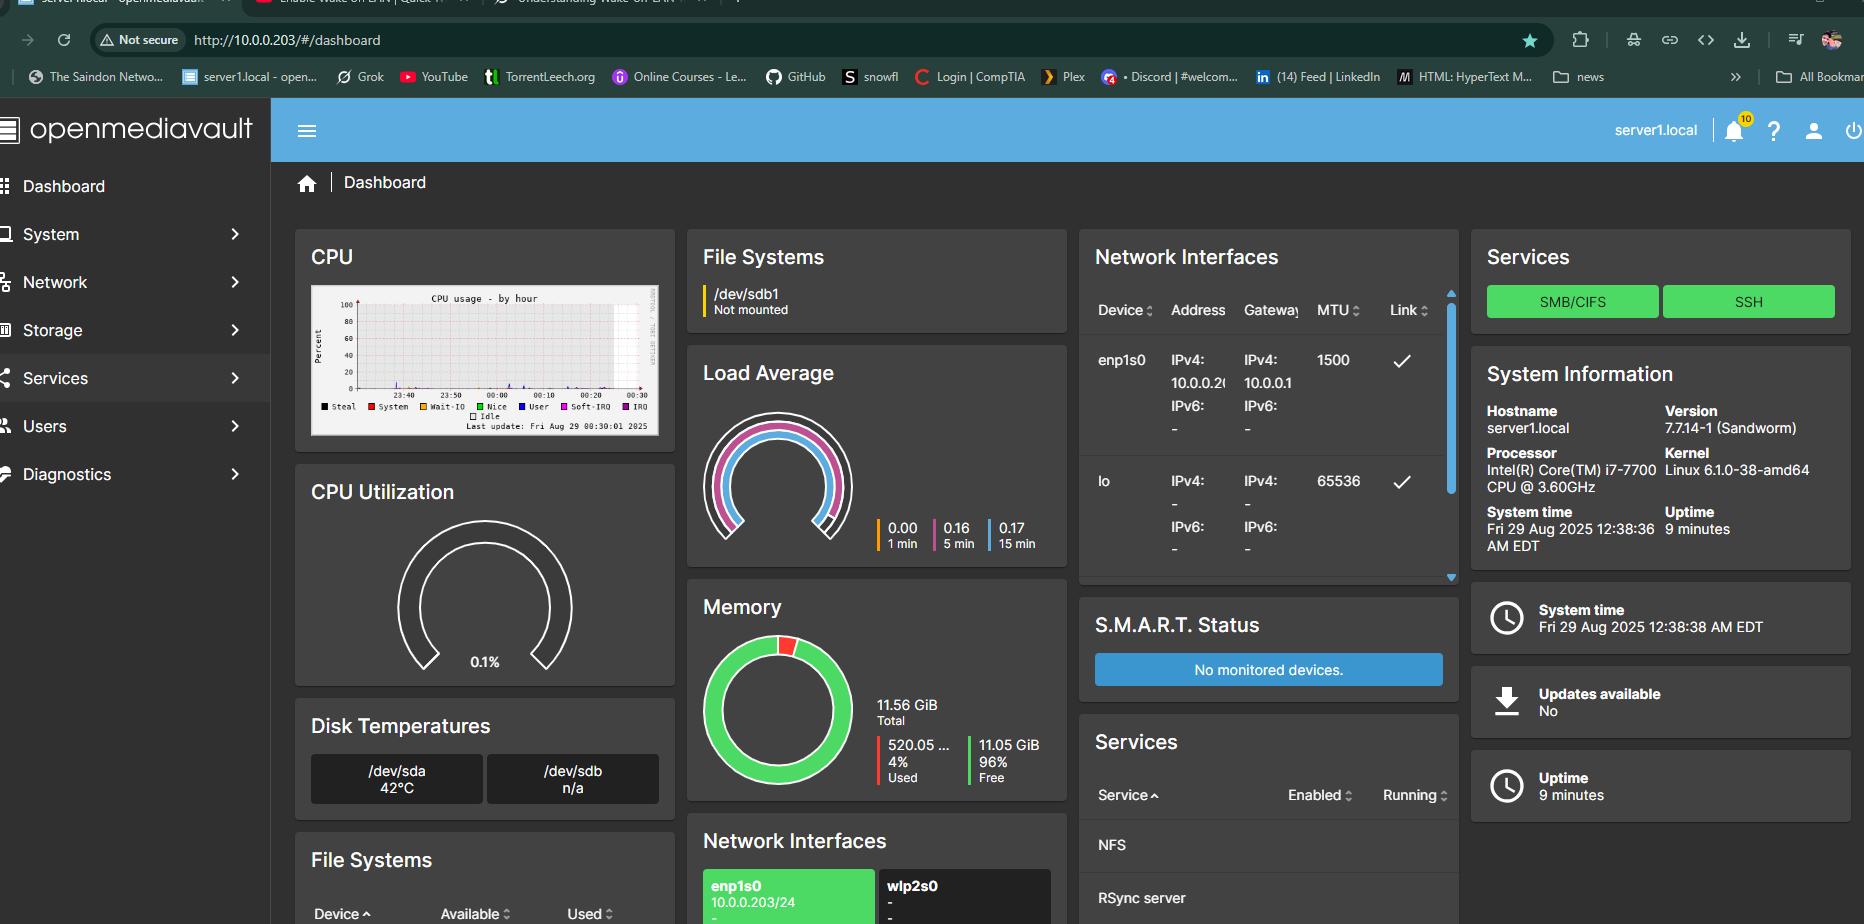 Not secure
http://10.0.0.203/#/dashboard
The Saindon Netwo...
server1.local - open...
Grok
YouTube
TorrentLeech.org
Online Courses - Le...
GitHub
snowfl
Login | CompTIA
Plex
• Discord | #welcom...
(14) Feed | LinkedIn
HTML: HyperText M...
news
»
All Bookmar
openmediavault
server1.local
10
Dashboard
System
Network
Storage
Services
Users
Diagnostics
Dashboard
CPU
CPU usage - by hour
Percent
100
80
60
40
20
0
23:40 23:50 00:00 00:10 00:20 00:30
Steal System Wait-IO Nice User Soft-IRQ IRQ
Idle
Last update: Fri Aug 29 00:30:01 2025
CPU Utilization
0.1%
Disk Temperatures
/dev/sda
42°C
/dev/sdb
n/a
File Systems
Device Available Used
File Systems
/dev/sdb1
Not mounted
Load Average
0.00
1 min
0.16
5 min
0.17
15 min
Memory
11.56 GiB
Total
520.05 ...
4%
Used
11.05 GiB
96%
Free
Network Interfaces
enp1s0
10.0.0.203/24
-
wlp2s0
-
-
Network Interfaces
Device Address Gateway MTU Link
enp1s0 IPv4: IPv4: 1500
10.0.0.20 10.0.0.1
IPv6: IPv6:
- -
lo IPv4: IPv4: 65536
- -
IPv6: IPv6:
- -
S.M.A.R.T. Status
No monitored devices.
Services
Service Enabled Running
NFS
RSync server
Services
SMB/CIFS SSH
System Information
Hostname
server1.local
Version
7.7.14-1 (Sandworm)
Processor
Intel(R) Core(TM) i7-7700
CPU @ 3.60GHz
Kernel
Linux 6.1.0-38-amd64
System time
Fri 29 Aug 2025 12:38:36
AM EDT
Uptime
9 minutes
System time
Fri 29 Aug 2025 12:38:38 AM EDT
Updates available
No
Uptime
9 minutes